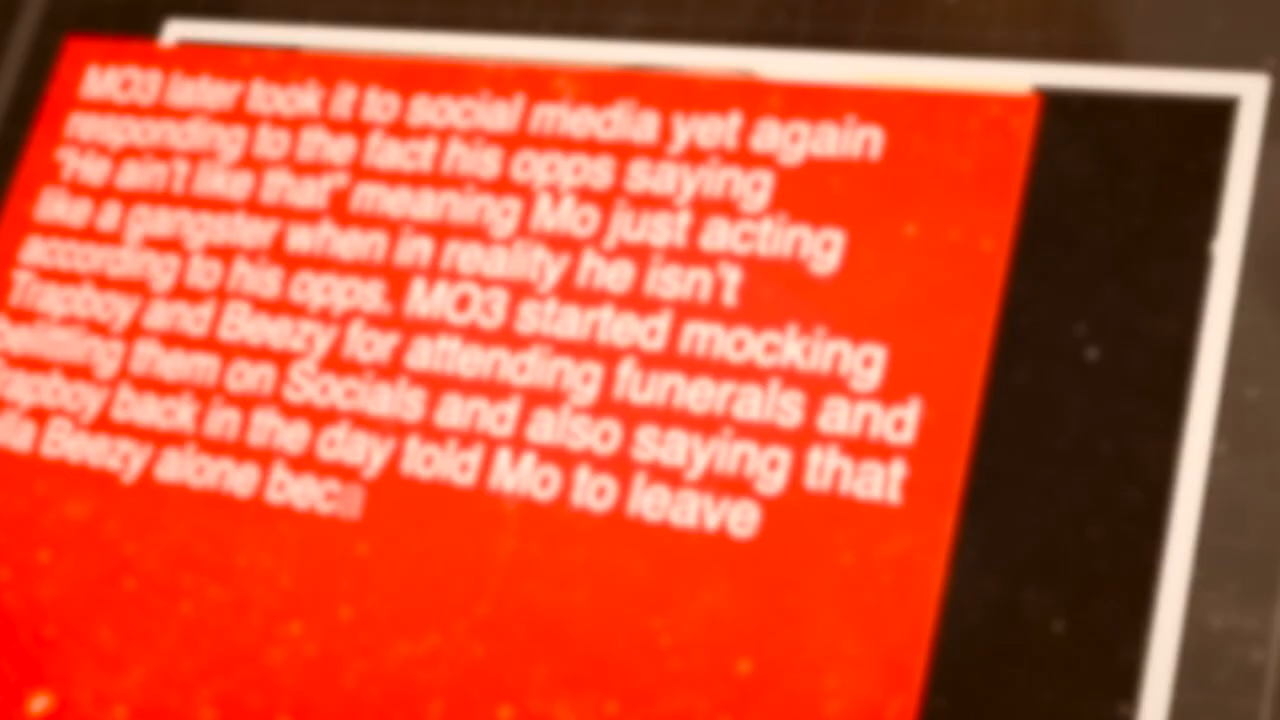 MO3 later took it to social media yet again
responding to the fact his opps saying
"He ain't like that" meaning Mo just acting
like a gangster when in reality he isn't
according to his opps. MO3 started mocking
Trapboy and Beezy for attending funerals and
belittling them on Socials and also saying that
Trapboy back in the day told Mo to leave
Beezy alone bec